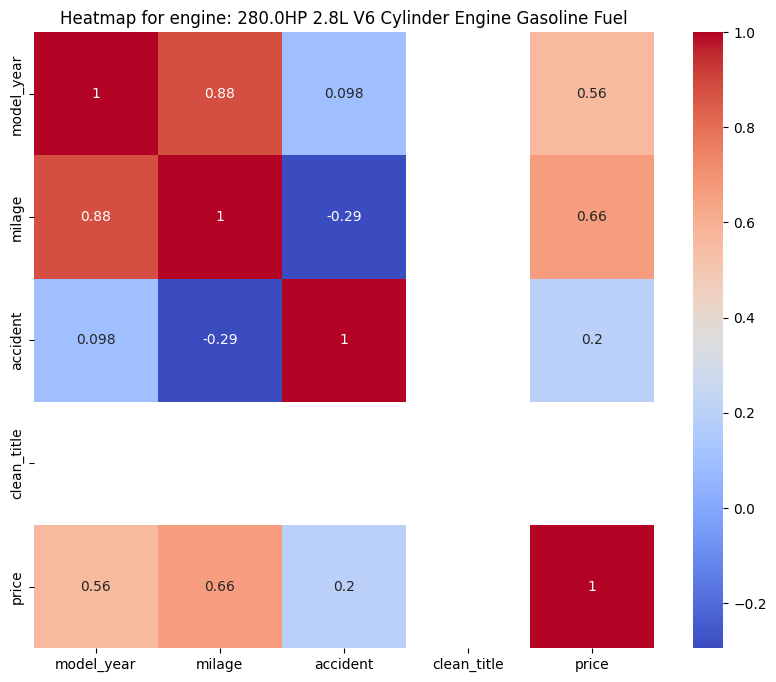 Heatmap for engine: 280.0HP 2.8L V6 Cylinder Engine Gasoline Fuel
model_year 1 0.88 0.098 0.56
milage 0.88 1 -0.29 0.66
accident 0.098 -0.29 1 0.2
clean_title
price 0.56 0.66 0.2 1
model_year milage accident clean_title price
1.0
0.8
0.6
0.4
0.2
0.0
−0.2